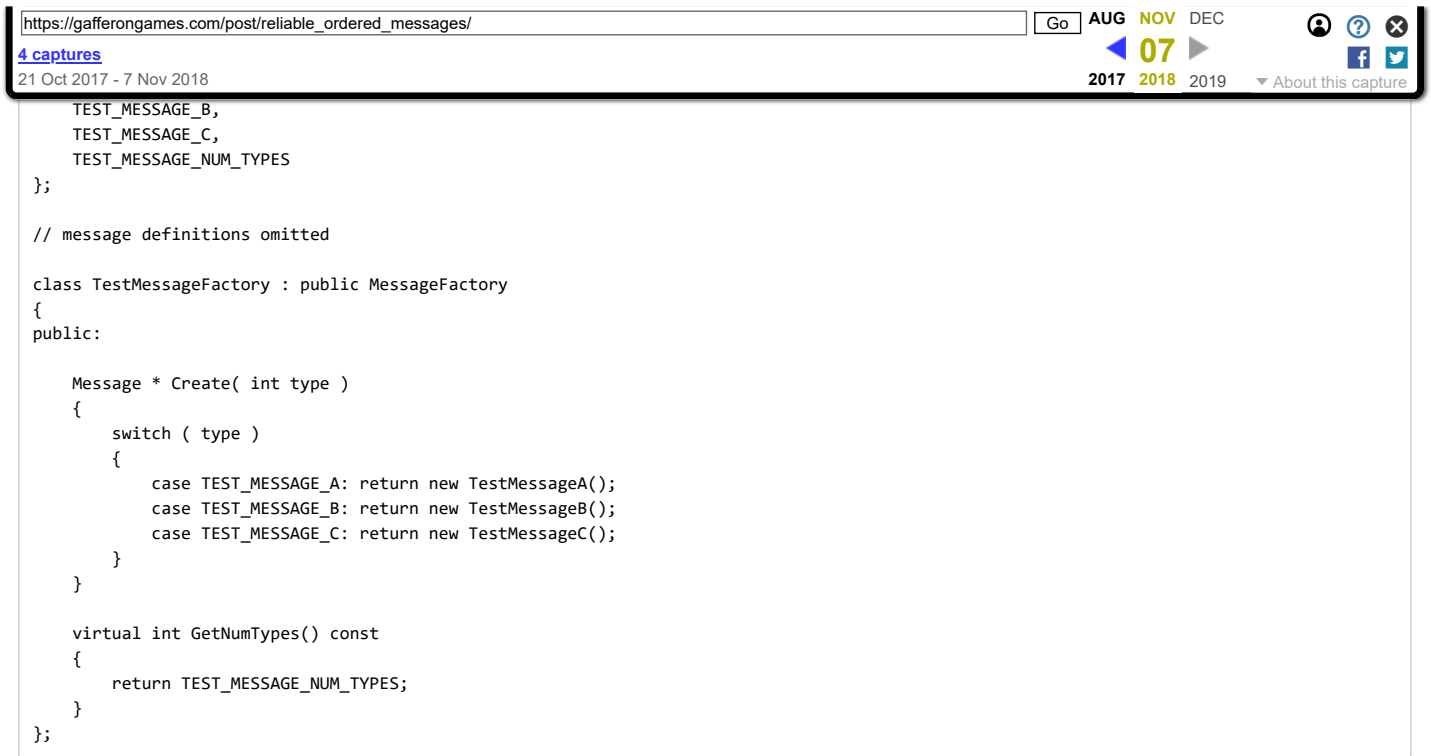 https://gafferongames.com/post/reliable_ordered_messages/
Go
AUG NOV DEC
07
2017 2018 2019
4 captures
21 Oct 2017 - 7 Nov 2018
About this capture
TEST_MESSAGE_B,
TEST_MESSAGE_C,
TEST_MESSAGE_NUM_TYPES
};
// message definitions omitted
class TestMessageFactory : public MessageFactory
{
public:
Message * Create( int type )
{
switch ( type )
{
case TEST_MESSAGE_A: return new TestMessageA();
case TEST_MESSAGE_B: return new TestMessageB();
case TEST_MESSAGE_C: return new TestMessageC();
}
}
virtual int GetNumTypes() const
{
return TEST_MESSAGE_NUM_TYPES;
}
};